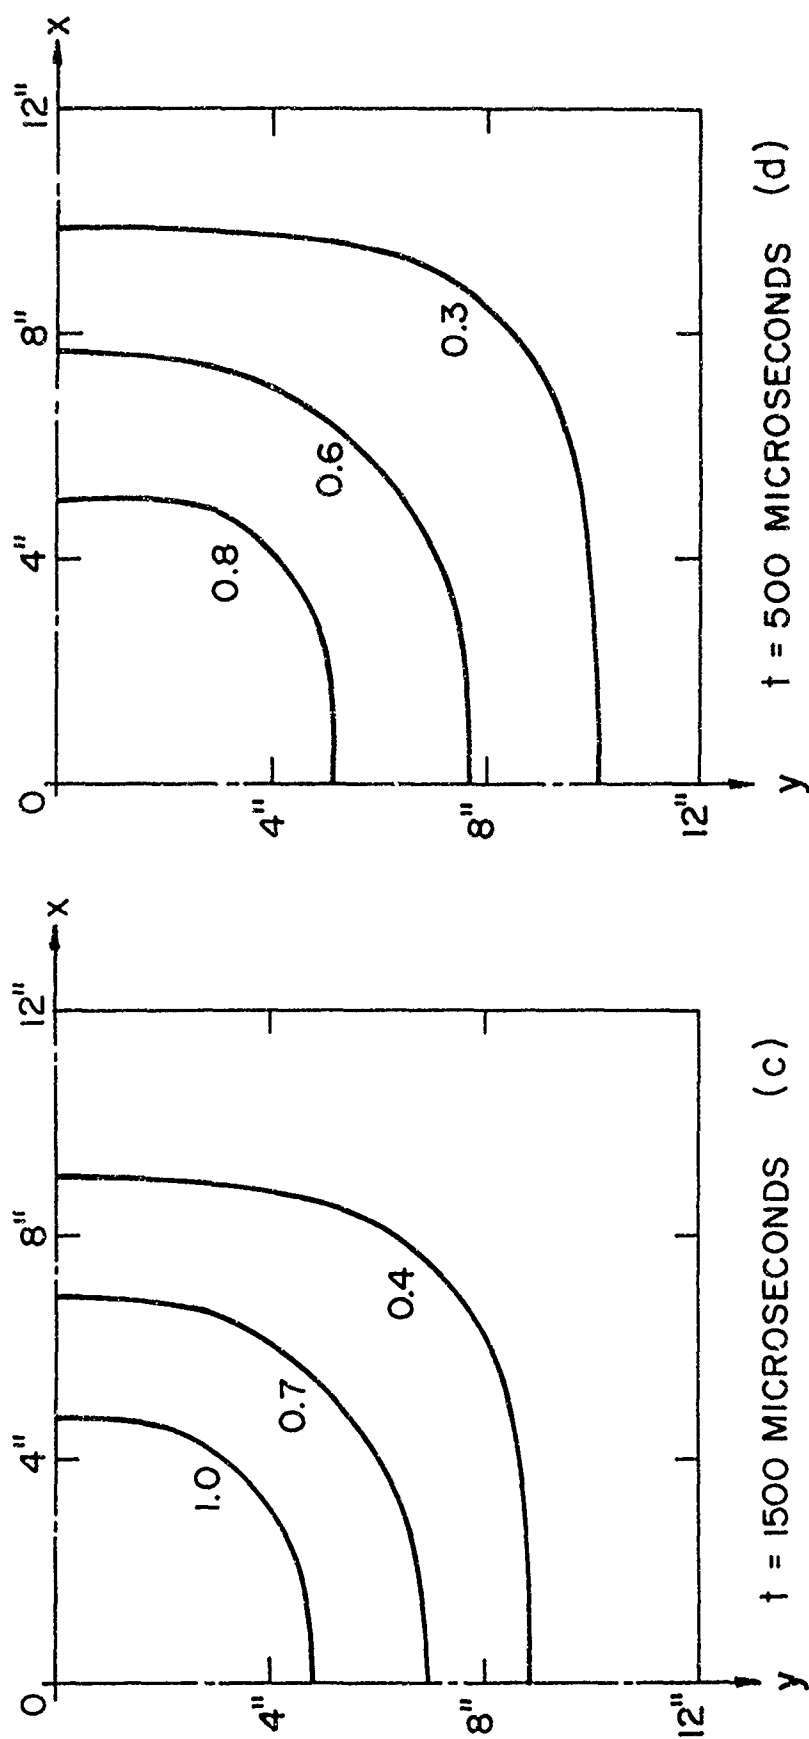 O
4"
8"
12"
X
1.0
0.7
0.4
4"
8"
12"
y
t = 1500 MICROSECONDS (c)
O
4"
8"
12"
X
0.8
0.6
0.3
4"
8"
12"
y
t = 500 MICROSECONDS (d)